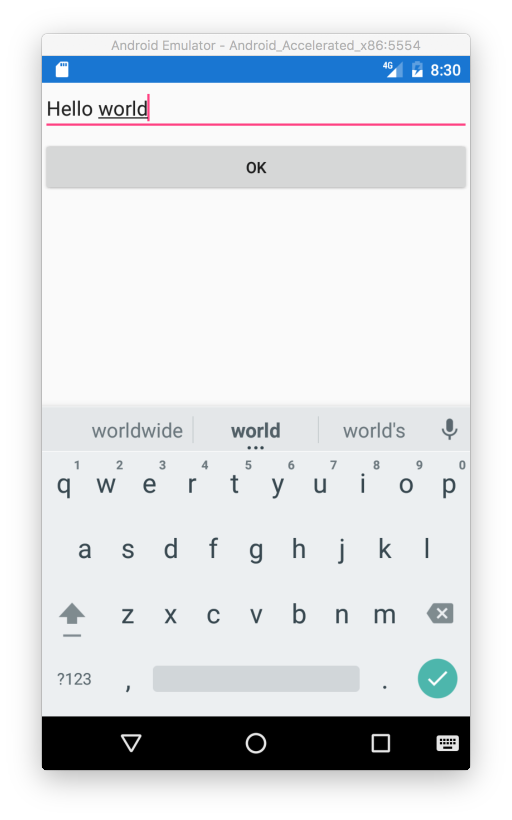 Android Emulator - Android_Accelerated_x86:5554
4G 8:30
Hello world
OK
worldwide world world's
1 2 3 4 5 6 7 8 9 0
q w e r t y u i o p
a s d f g h j k l
z x c v b n m
?123 , .